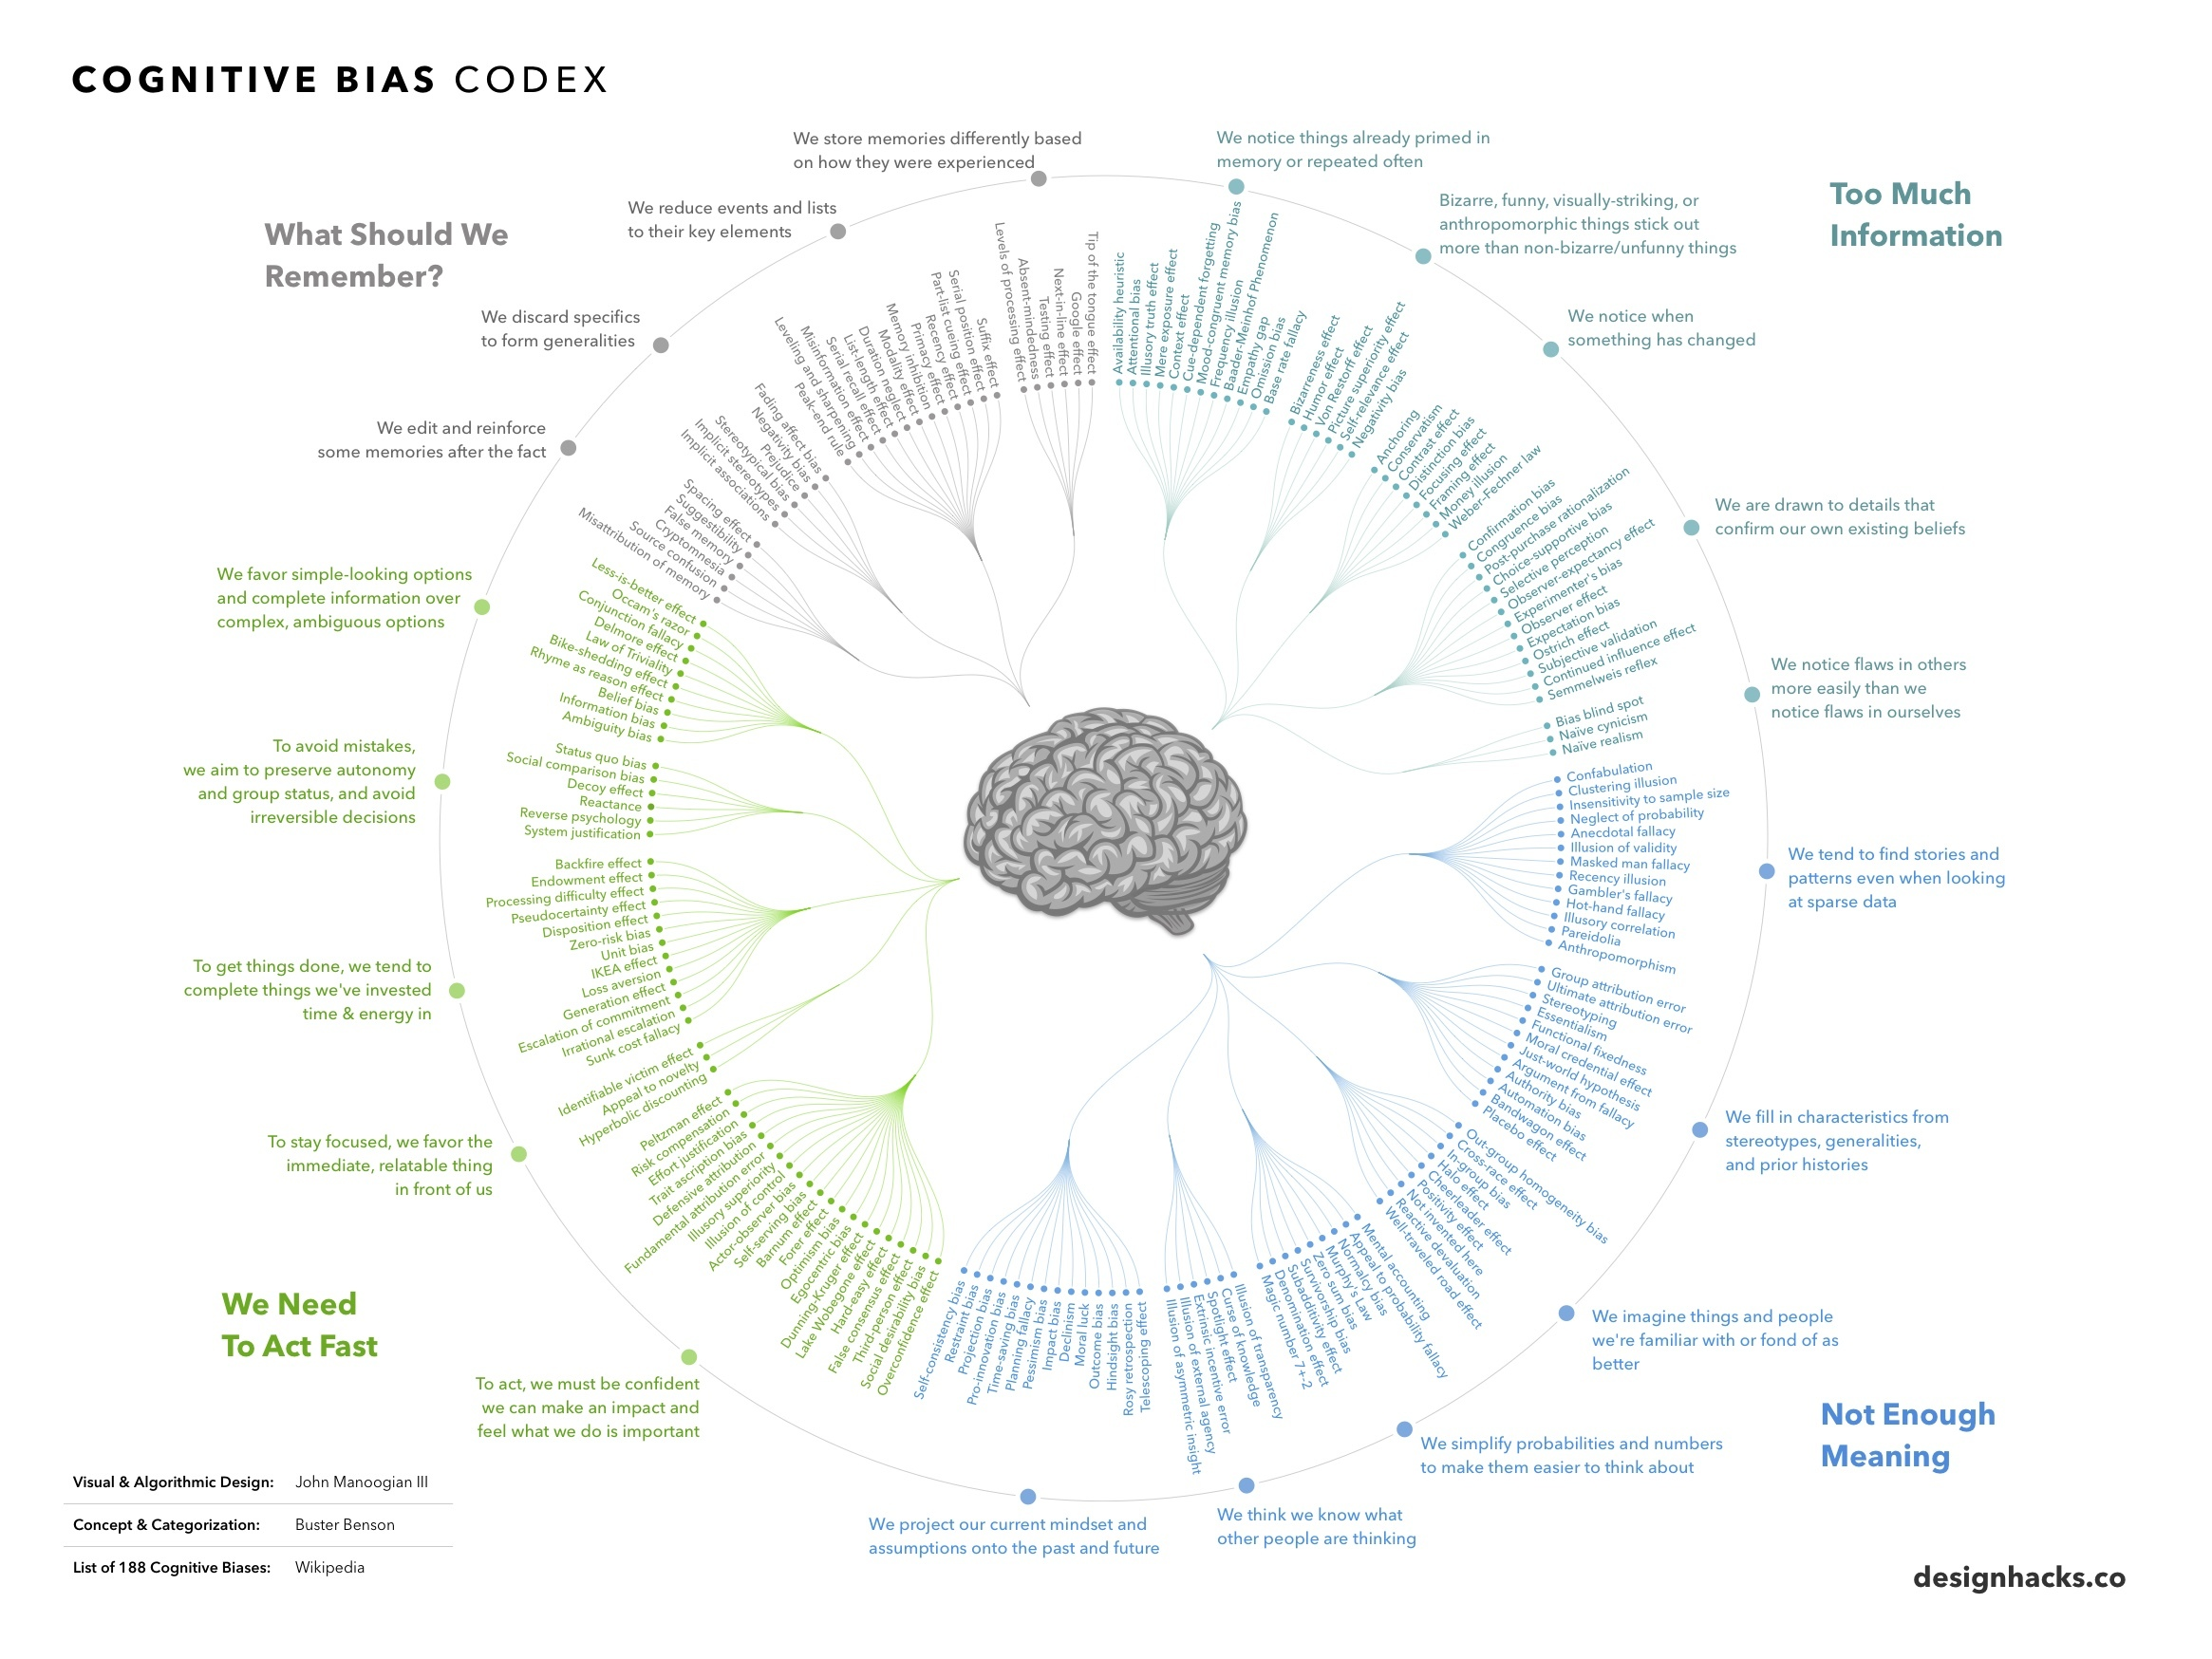 COGNITIVE BIAS CODEX
What Should We
Remember?
We store memories differently based
on how they were experienced
We reduce events and lists
to their key elements
We discard specifics
to form generalities
We edit and reinforce
some memories after the fact
Tip of the tongue effect
Google effect
Next-in-line effect
Testing effect
Absent-mindedness
Levels of processing effect
Suffix effect
Serial position effect
Part-list cueing effect
Recency effect
Primacy effect
Memory inhibition
Modality effect
Duration neglect
List-length effect
Serial recall effect
Misinformation effect
Leveling and sharpening
Peak-end rule
Fading affect bias
Negativity bias
Prejudice
Stereotypical bias
Implicit stereotypes
Implicit associations
Spacing effect
Suggestibility
False memory
Cryptomnesia
Source confusion
Misattribution of memory
Too Much
Information
We notice things already primed in
memory or repeated often
Bizarre, funny, visually-striking, or
anthropomorphic things stick out
more than non-bizarre/unfunny things
We notice when
something has changed
We are drawn to details that
confirm our own existing beliefs
We notice flaws in others
more easily than we
notice flaws in ourselves
Availability heuristic
Attentional bias
Illusory truth effect
Mere exposure effect
Context effect
Cue-dependent forgetting
Mood-congruent memory bias
Frequency illusion
Baader-Meinhof Phenomenon
Empathy gap
Omission bias
Base rate fallacy
Bizarreness effect
Humor effect
Von Restorff effect
Picture superiority effect
Self-relevance effect
Negativity bias
Anchoring
Conservatism
Contrast effect
Distinction bias
Focusing effect
Framing effect
Money illusion
Weber-Fechner law
Confirmation bias
Congruence bias
Post-purchase rationalization
Choice-supportive bias
Selective perception
Observer-expectancy effect
Experimenter's bias
Observer effect
Expectation bias
Ostrich effect
Subjective validation
Continued influence effect
Semmelweis reflex
Bias blind spot
Naïve cynicism
Naïve realism
Not Enough
Meaning
We tend to find stories and
patterns even when looking
at sparse data
We fill in characteristics from
stereotypes, generalities,
and prior histories
We imagine things and people
we're familiar with or fond of as
better
We simplify probabilities and numbers
to make them easier to think about
We think we know what
other people are thinking
We project our current mindset and
assumptions onto the past and future
Confabulation
Clustering illusion
Insensitivity to sample size
Neglect of probability
Anecdotal fallacy
Illusion of validity
Masked man fallacy
Recency illusion
Gambler's fallacy
Hot-hand fallacy
Illusory correlation
Pareidolia
Anthropomorphism
Group attribution error
Ultimate attribution error
Stereotyping
Essentialism
Functional fixedness
Moral credential effect
Just-world hypothesis
Argument from fallacy
Authority bias
Automation bias
Bandwagon effect
Placebo effect
Out-group homogeneity bias
Cross-race effect
In-group bias
Halo effect
Cheerleader effect
Positivity effect
Not invented here
Reactive devaluation
Well-traveled road effect
Mental accounting
Appeal to probability fallacy
Normalcy bias
Murphy's Law
Zero sum bias
Survivorship bias
Subadditivity effect
Denomination effect
Magic number 7+-2
Illusion of transparency
Curse of knowledge
Spotlight effect
Extrinsic incentive error
Illusion of external agency
Illusion of asymmetric insight
Telescoping effect
Rosy retrospection
Hindsight bias
Outcome bias
Moral luck
Declinism
Impact bias
Pessimism bias
Planning fallacy
Time-saving bias
Pro-innovation bias
Projection bias
Restraint bias
Self-consistency bias
We Need
To Act Fast
We favor simple-looking options
and complete information over
complex, ambiguous options
To avoid mistakes,
we aim to preserve autonomy
and group status, and avoid
irreversible decisions
To get things done, we tend to
complete things we've invested
time & energy in
To stay focused, we favor the
immediate, relatable thing
in front of us
To act, we must be confident
we can make an impact and
feel what we do is important
Less-is-better effect
Occam's razor
Conjunction fallacy
Delmore effect
Law of Triviality
Bike-shedding effect
Rhyme as reason effect
Belief bias
Information bias
Ambiguity bias
Status quo bias
Social comparison bias
Decoy effect
Reactance
Reverse psychology
System justification
Backfire effect
Endowment effect
Processing difficulty effect
Pseudocertainty effect
Disposition effect
Zero-risk bias
Unit bias
IKEA effect
Loss aversion
Generation effect
Escalation of commitment
Irrational escalation
Sunk cost fallacy
Identifiable victim effect
Appeal to novelty
Hyperbolic discounting
Peltzman effect
Risk compensation
Effort justification
Trait ascription bias
Defensive attribution
Fundamental attribution error
Illusory superiority
Illusion of control
Actor-observer bias
Self-serving bias
Barnum effect
Forer effect
Optimism bias
Egocentric bias
Dunning-Kruger effect
Lake Wobegone effect
Hard-easy effect
False consensus effect
Third-person effect
Social desirability bias
Overconfidence effect
Visual & Algorithmic Design: John Manoogian III
Concept & Categorization: Buster Benson
List of 188 Cognitive Biases: Wikipedia
designhacks.co